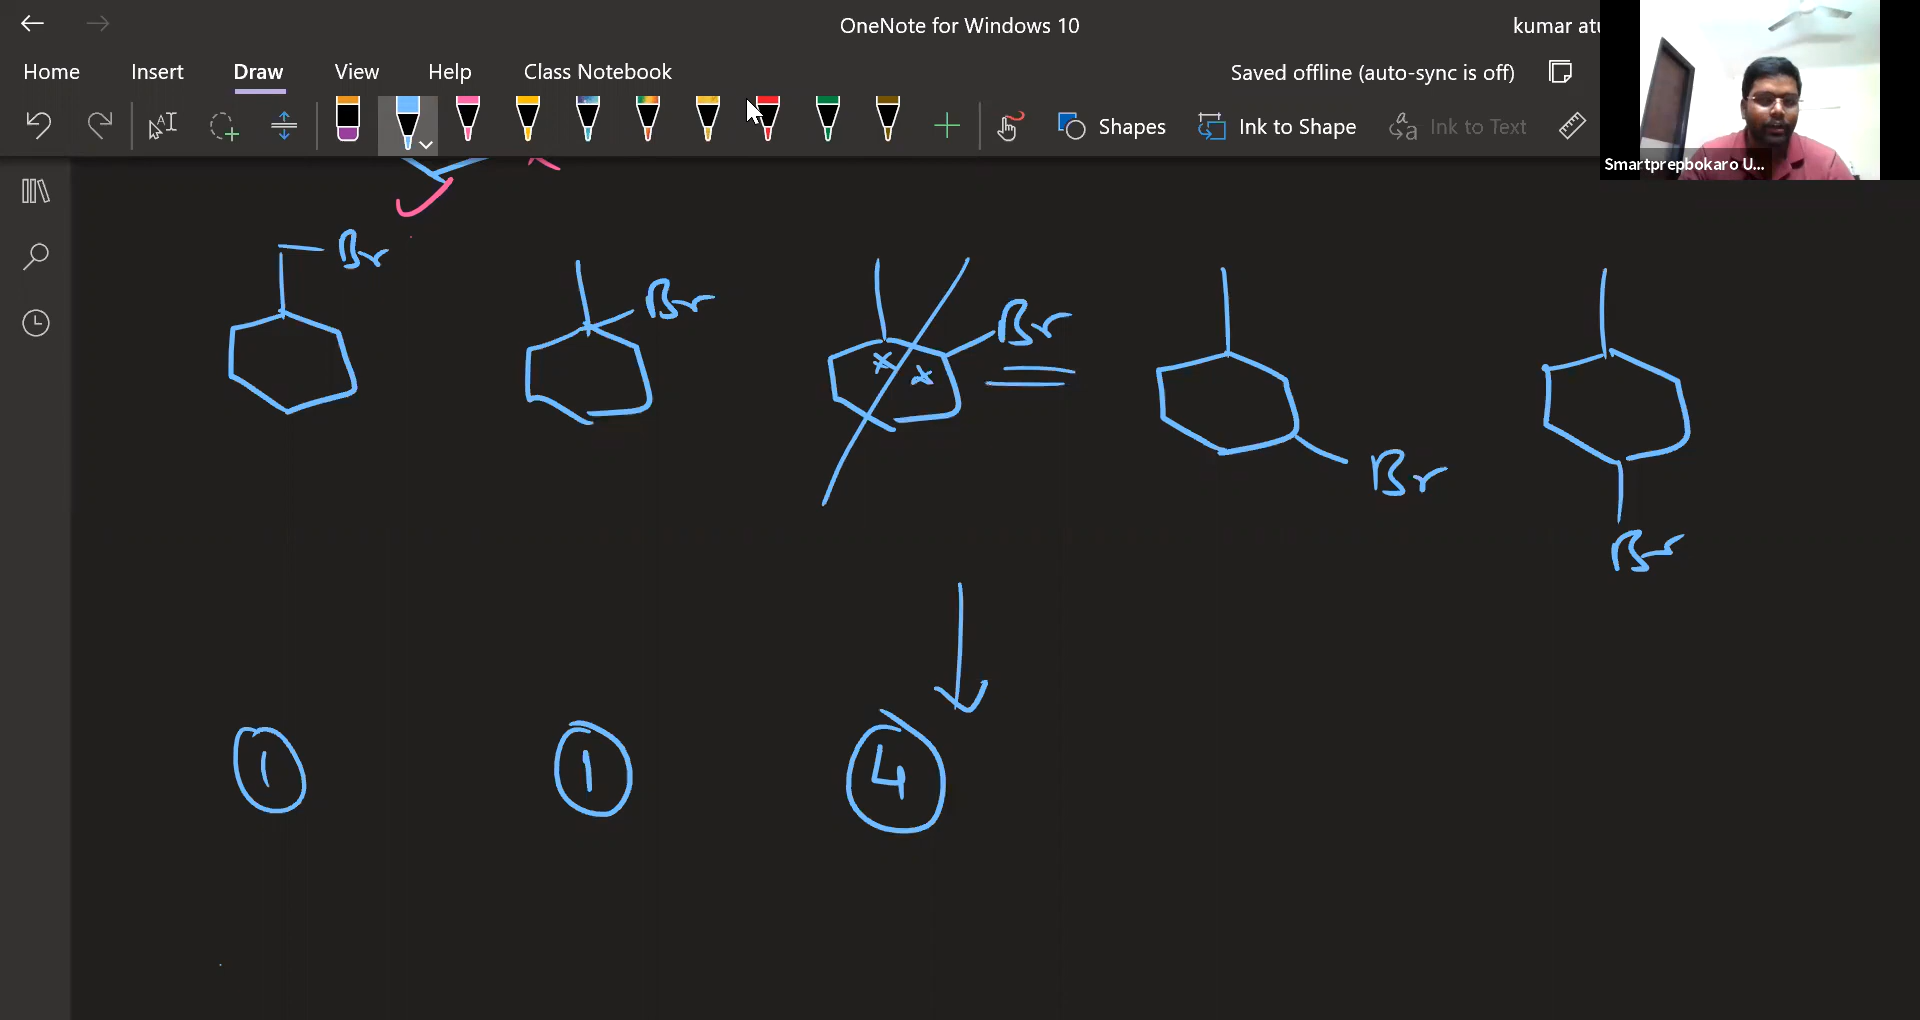 OneNote for Windows 10
kumar atu
Home Insert Draw View Help Class Notebook
Saved offline (auto-sync is off)
Shapes Ink to Shape Ink to Text
Smartprepbokaro U...
Br
Br
Br
Br
Br
1 1 4